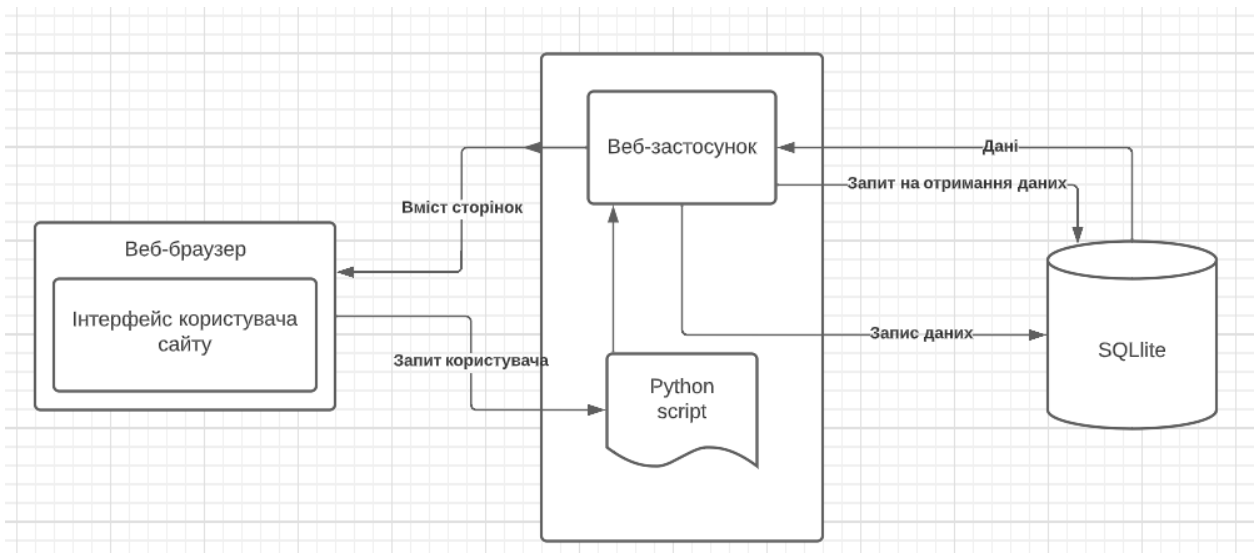 Веб-застосунок
Дані
Запит на отримання даних
Вміст сторінок
Веб-браузер
Інтерфейс користувача
сайту
Запит користувача
Запис даних
SQLlite
Python
script